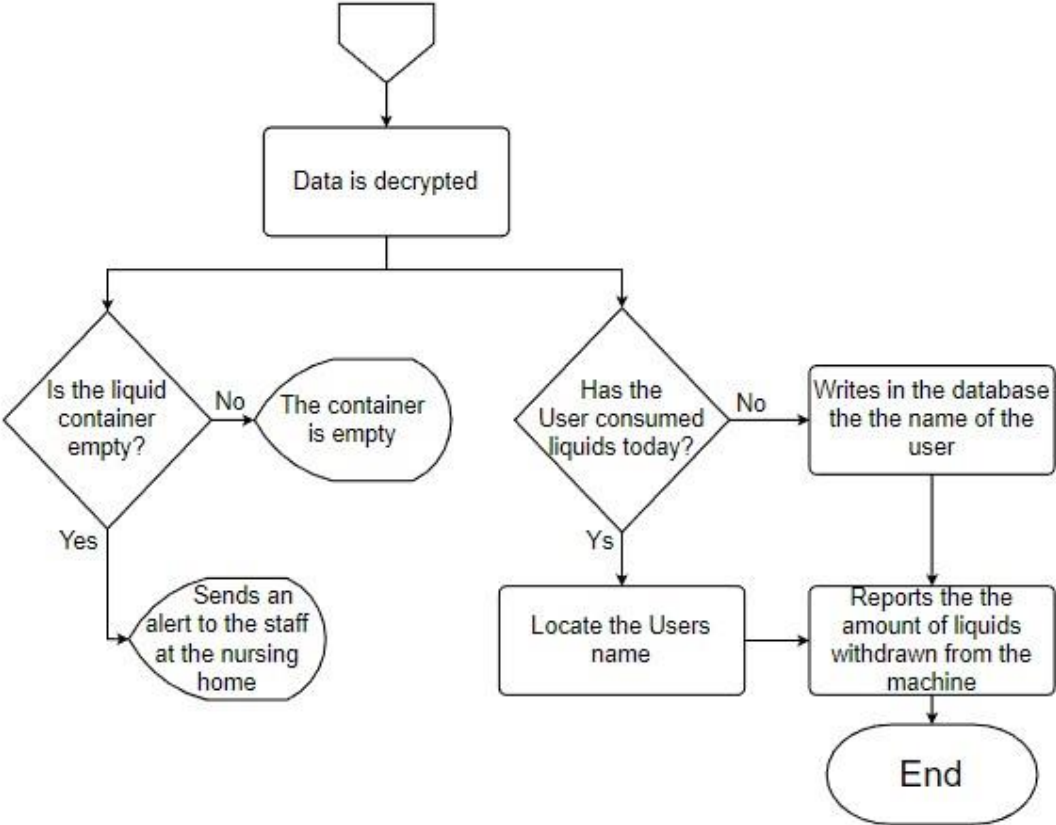 Data is decrypted
Is the liquid
container
empty?
No
The container
is empty
Yes
Sends an
alert to the staff
at the nursing
home
Has the
User consumed
liquids today?
No
Writes in the database
the the name of the
user
Ys
Locate the Users
name
Reports the the
amount of liquids
withdrawn from the
machine
End